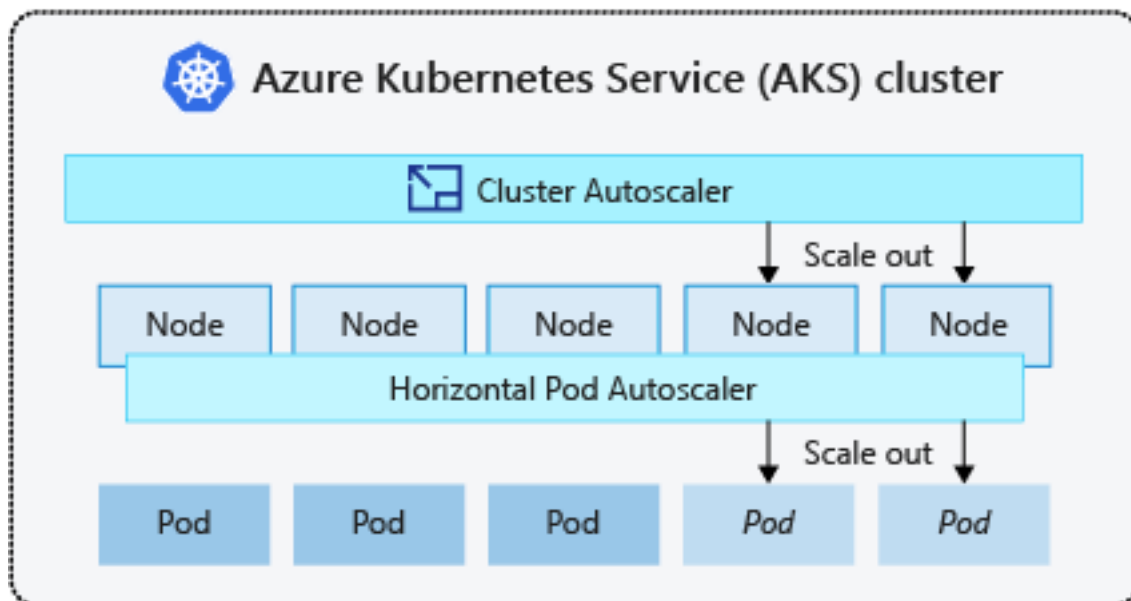 Azure Kubernetes Service (AKS) cluster
Cluster Autoscaler
Scale out
Node Node Node Node Node
Horizontal Pod Autoscaler
Scale out
Pod Pod Pod Pod Pod